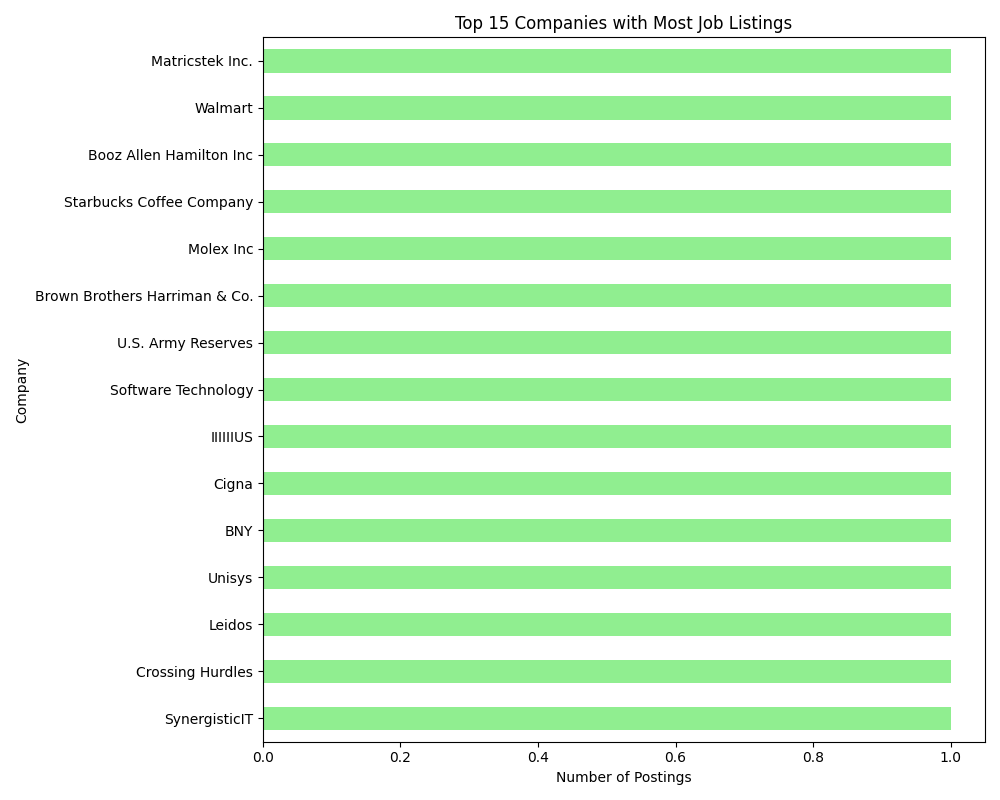 Top 15 Companies with Most Job Listings
Matricstek Inc.
Walmart
Booz Allen Hamilton Inc
Starbucks Coffee Company
Molex Inc
Brown Brothers Harriman & Co.
U.S. Army Reserves
Software Technology
IIIIIIUS
Cigna
BNY
Unisys
Leidos
Crossing Hurdles
SynergisticIT
Company
0.0 0.2 0.4 0.6 0.8 1.0
Number of Postings